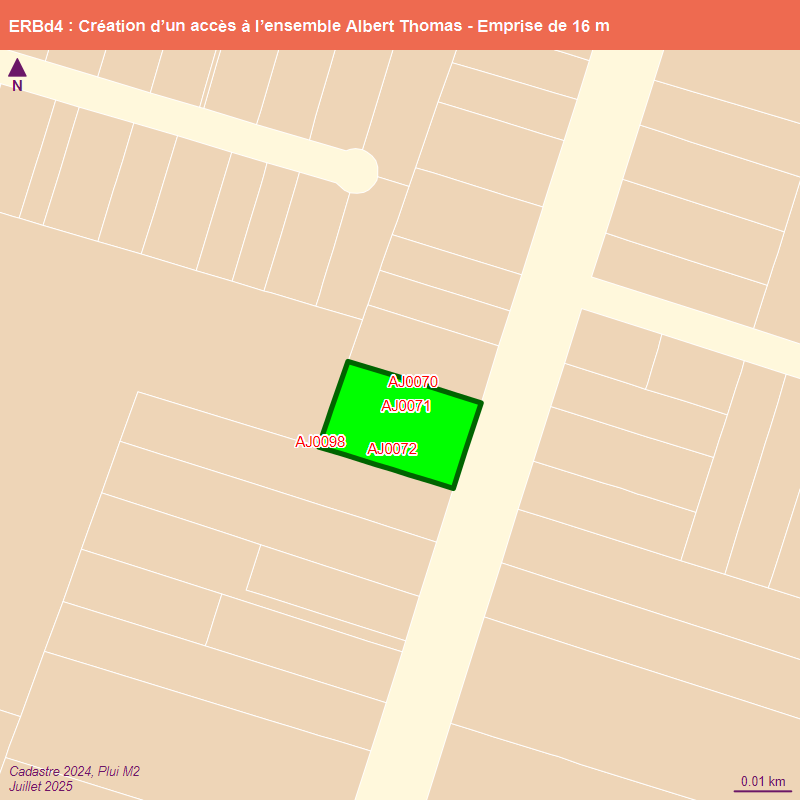 ERBd4 : Création d’un accès à l’ensemble Albert Thomas - Emprise de 16 m
N
AJ0070
AJ0071
AJ0098
AJ0072
Cadastre 2024, Plui M2
Juillet 2025
0.01 km